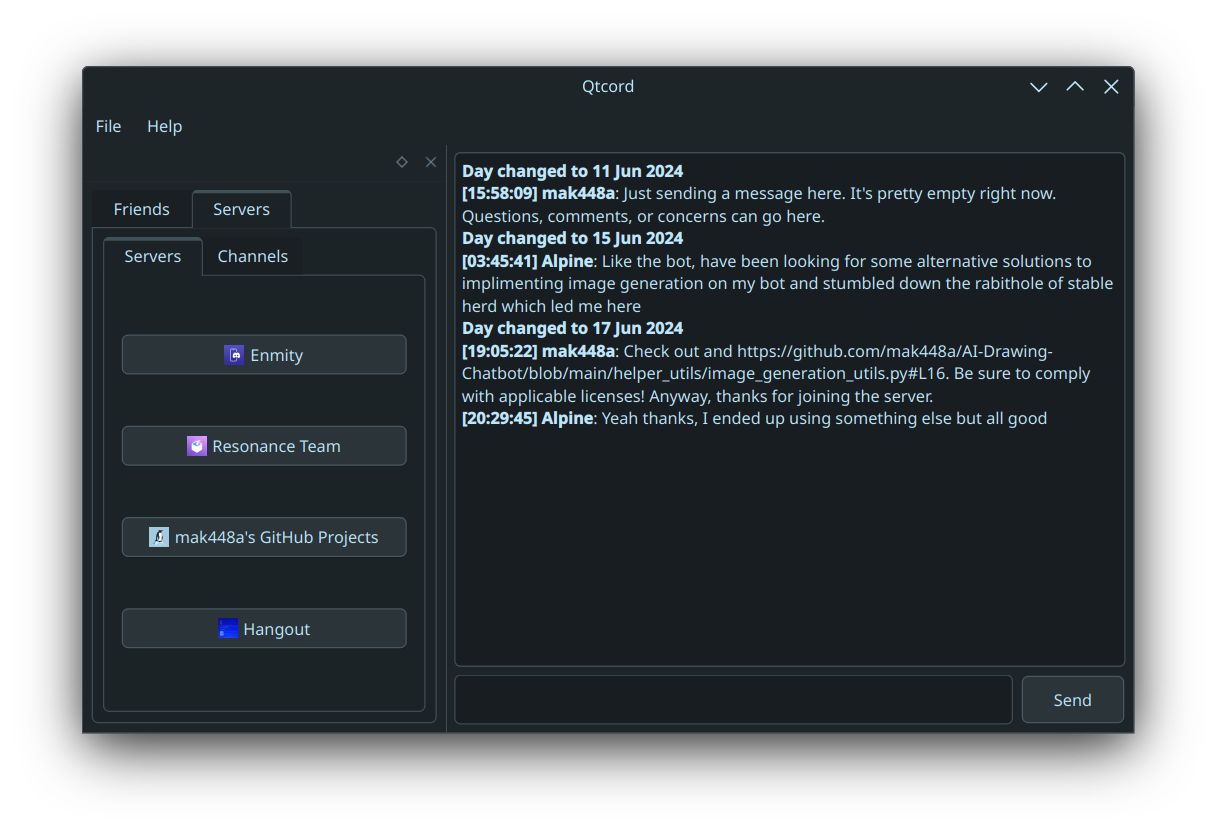 Qtcord
File Help
Friends Servers
Servers Channels
Enmity
Resonance Team
mak448a's GitHub Projects
Hangout
Day changed to 11 Jun 2024
[15:58:09] mak448a: Just sending a message here. It's pretty empty right now.
Questions, comments, or concerns can go here.
Day changed to 15 Jun 2024
[03:45:41] Alpine: Like the bot, have been looking for some alternative solutions to
implimenting image generation on my bot and stumbled down the rabithole of stable
herd which led me here
Day changed to 17 Jun 2024
[19:05:22] mak448a: Check out and https://github.com/mak448a/AI-Drawing-
Chatbot/blob/main/helper_utils/image_generation_utils.py#L16. Be sure to comply
with applicable licenses! Anyway, thanks for joining the server.
[20:29:45] Alpine: Yeah thanks, I ended up using something else but all good
Send